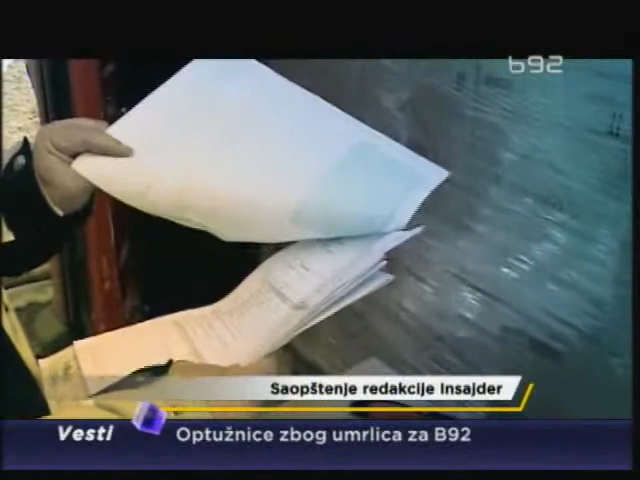 b92
Saopštenje redakcije Insajder
Vesti
Optužnice zbog umrlica za B92